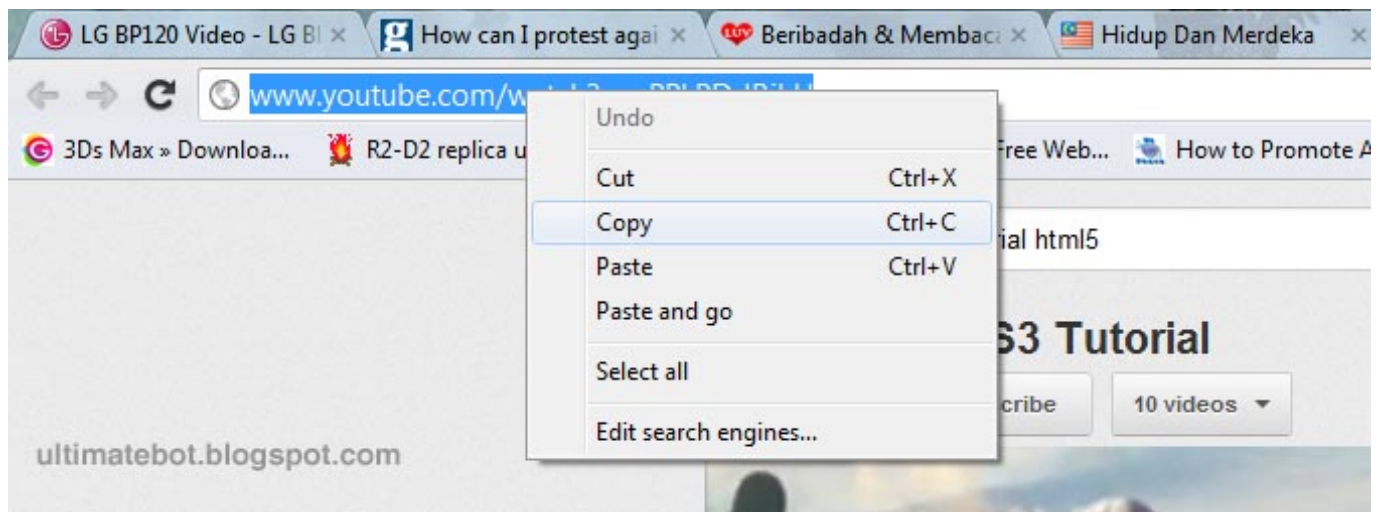 LG BP120 Video - LG B
How can I protest agai
Beribadah & Membaca
Hidup Dan Merdeka
www.youtube.com/w
3Ds Max » Downloa...
R2-D2 replica u
Free Web...
How to Promote A
Undo
Cut Ctrl+X
Copy Ctrl+C
Paste Ctrl+V
Paste and go
Select all
Edit search engines...
ial html5
S3 Tutorial
cribe
10 videos
ultimatebot.blogspot.com